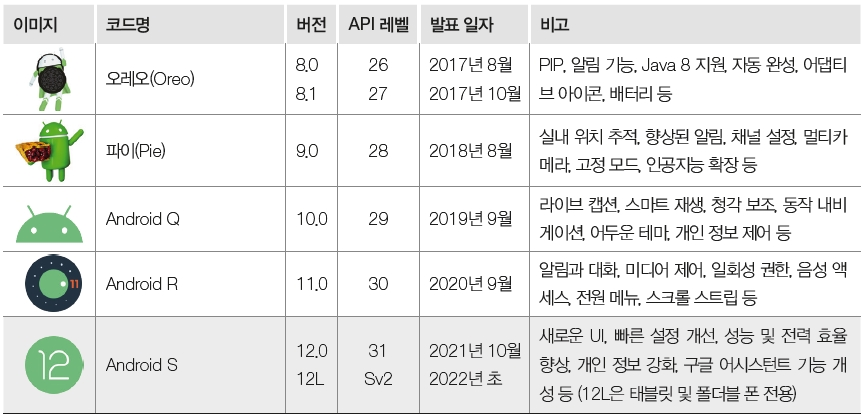 이미지 코드명 버전 API 레벨 발표 일자 비고
오레오(Oreo) 8.0 26 2017년 8월 PIP, 알림 기능, Java 8 지원, 자동 완성, 어댑티
8.1 27 2017년 10월 브 아이콘, 배터리 등
파이(Pie) 9.0 28 2018년 8월 실내 위치 추적, 향상된 알림, 채널 설정, 멀티카
메라, 고정 모드, 인공지능 확장 등
Android Q 10.0 29 2019년 9월 라이브 캡션, 스마트 재생, 청각 보조, 동작 내비
게이션, 어두운 테마, 개인 정보 제어 등
11 Android R 11.0 30 2020년 9월 알림과 대화, 미디어 제어, 일회성 권한, 음성 액
세스, 전원 메뉴, 스크롤 스트립 등
12 Android S 12.0 31 2021년 10월 새로운 UI, 빠른 설정 개선, 성능 및 전력 효율
12L Sv2 2022년 초 향상, 개인 정보 강화, 구글 어시스턴트 기능 개
성 등 (12L은 태블릿 및 폴더블 폰 전용)